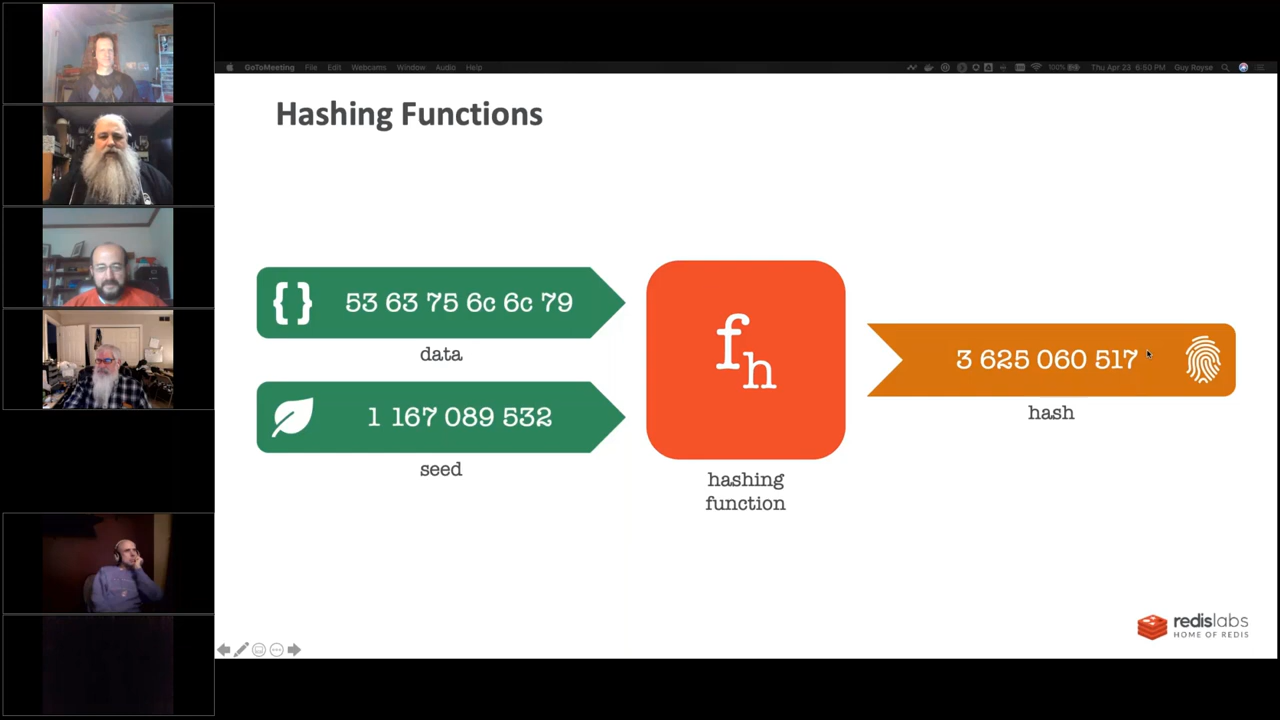 GoToMeeting File Edit Webcams Window Audio Help 100% Thu Apr 23 6:50 PM Guy Royse
Hashing Functions
{} 53 63 75 6c 6c 79
data
1 167 089 532
seed
fh
hashing
function
3 625 060 517
hash
redislabs
HOME OF REDIS